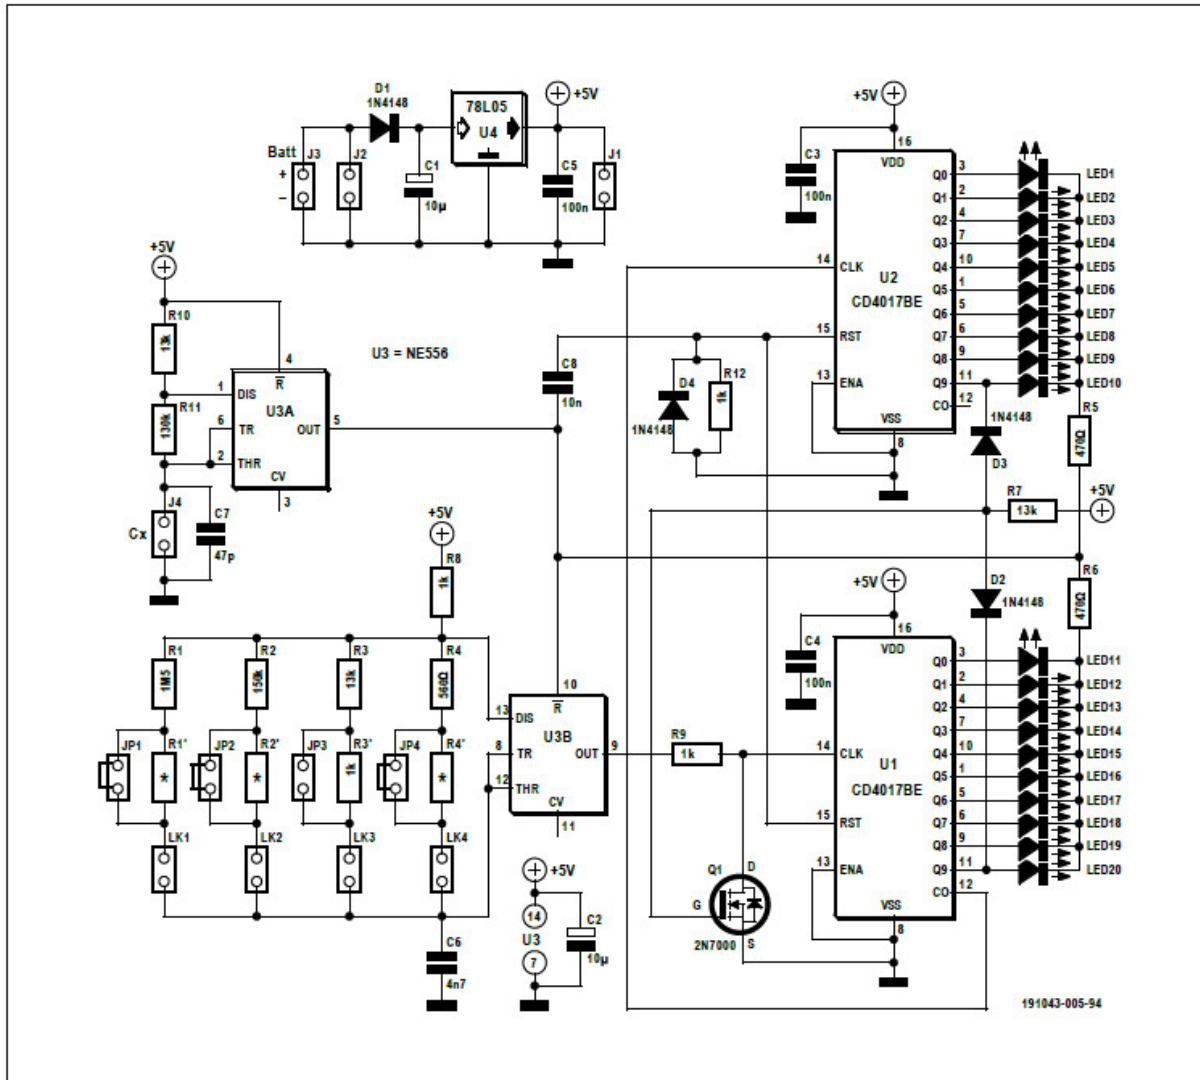 D1
1N4148
78L05
U4
+5V
Batt
+
–
J3
J2
C1
10µ
C5
100n
J1
+5V
C3
100n
16
VDD
14
CLK
15
RST
13
ENA
VSS
8
U2
CD4017BE
Q0
3
Q1
2
Q2
4
Q3
7
Q4
10
Q5
1
Q6
5
Q7
6
Q8
9
Q9
11
CO
12
LED1
LED2
LED3
LED4
LED5
LED6
LED7
LED8
LED9
LED10
+5V
R10
13k
R11
130k
U3 = NE556
4
R
1
DIS
U3A
6
TR
OUT
5
2
THR
CV
3
J4
Cx
C7
47p
C8
10n
D4
1N4148
R12
1k
1N4148
D3
R5
470Ω
R7
13k
+5V
R6
470Ω
D2
1N4148
+5V
R8
1k
R1
1M5
R2
150k
R3
13k
R4
560Ω
JP1
R1'
*
JP2
R2'
*
JP3
R3'
1k
JP4
R4'
*
LK1
LK2
LK3
LK4
C6
4n7
10
R
13
DIS
U3B
8
TR
OUT
9
12
THR
CV
11
+5V
14
U3
7
C2
10µ
R9
1k
Q1
D
G
S
2N7000
+5V
C4
100n
16
VDD
14
CLK
15
RST
13
ENA
VSS
8
U1
CD4017BE
Q0
3
Q1
2
Q2
4
Q3
7
Q4
10
Q5
1
Q6
5
Q7
6
Q8
9
Q9
11
CO
12
LED11
LED12
LED13
LED14
LED15
LED16
LED17
LED18
LED19
LED20
191043-005-94